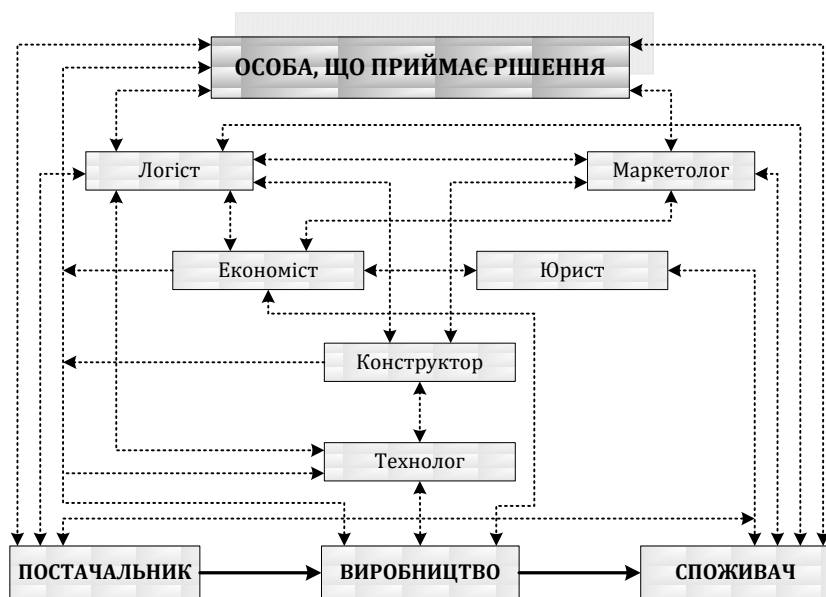 ОСОБА, ЩО ПРИЙМАЄ РІШЕННЯ
Логіст
Маркетолог
Економіст
Юрист
Конструктор
Технолог
ПОСТАЧАЛЬНИК
ВИРОБНИЦТВО
СПОЖИВАЧ